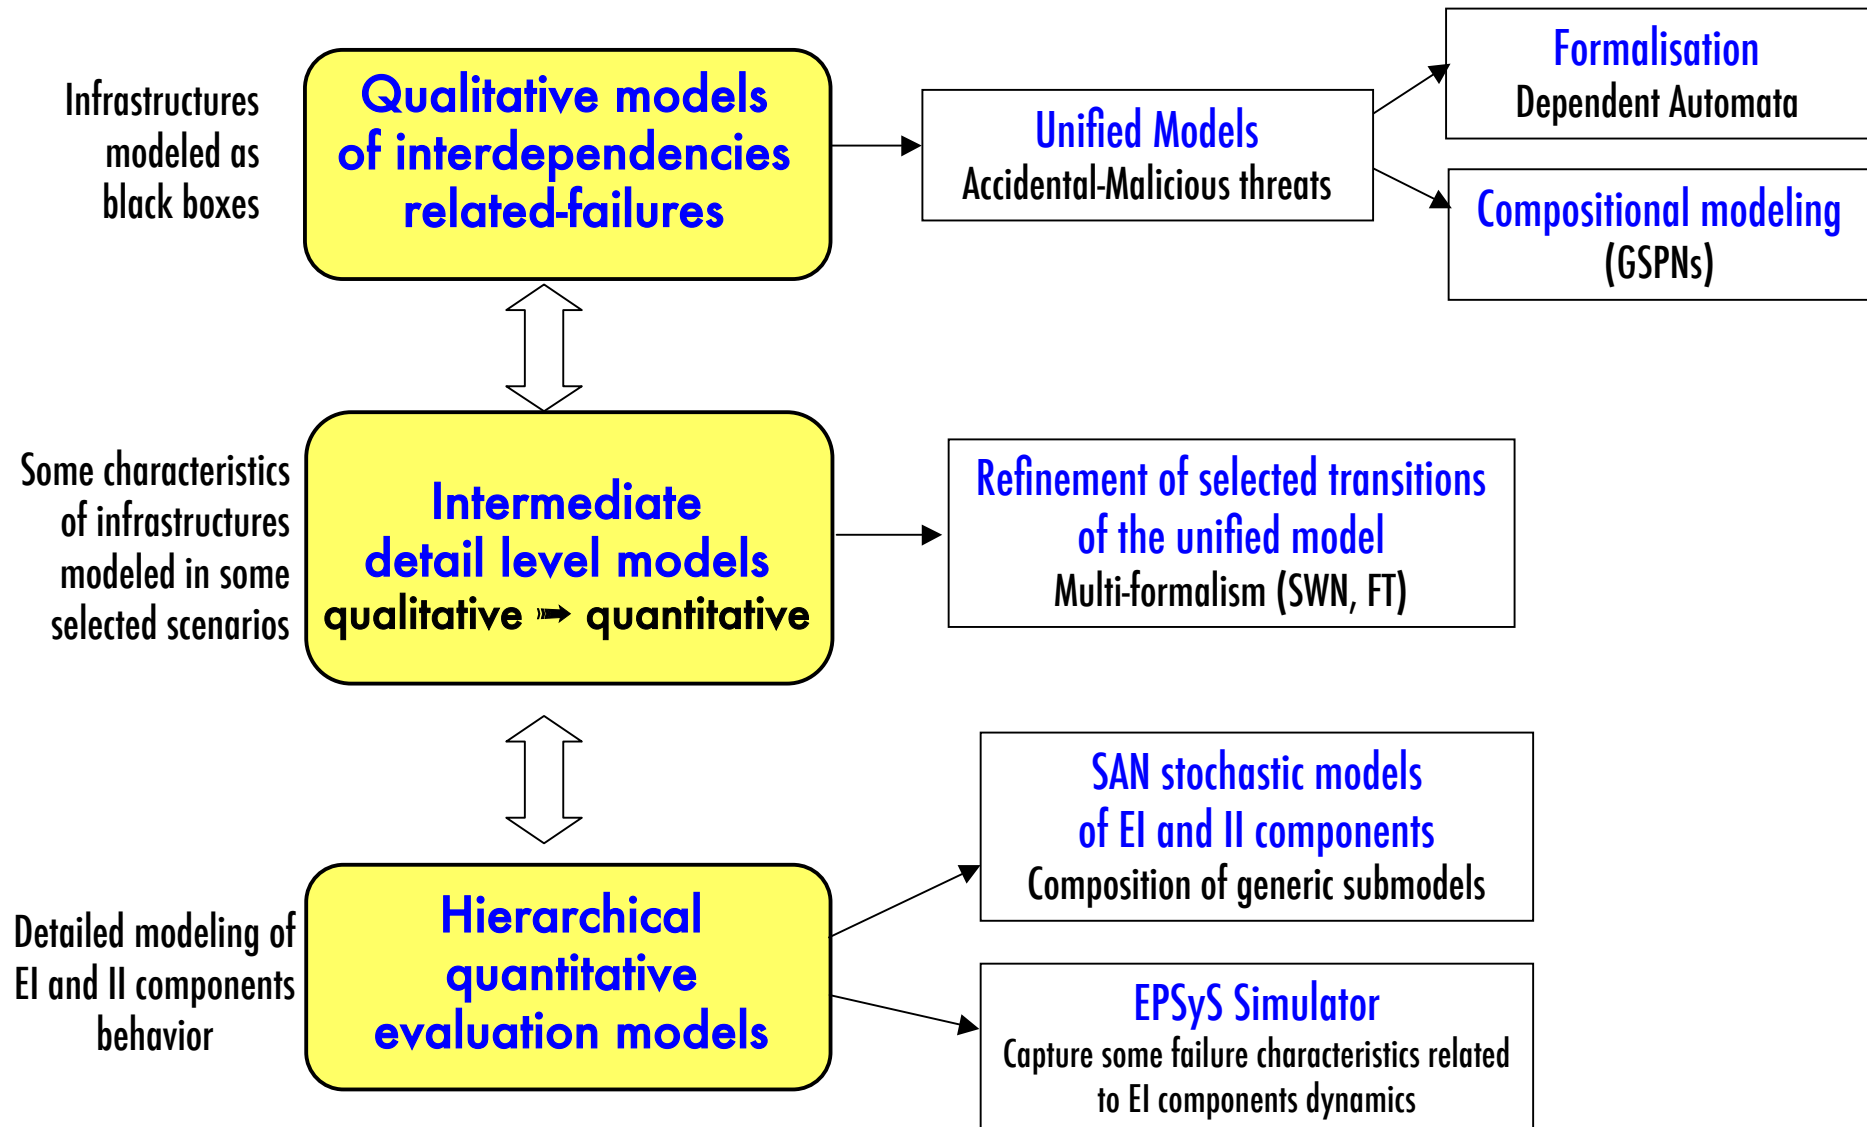 Infrastructures
modeled as
black boxes
Qualitative models
of interdependencies
related-failures
Unified Models
Accidental-Malicious threats
Formalisation
Dependent Automata
Compositional modeling
(GSPNs)
Some characteristics
of infrastructures
modeled in some
selected scenarios
Intermediate
detail level models
qualitative ➠ quantitative
Refinement of selected transitions
of the unified model
Multi-formalism (SWN, FT)
Detailed modeling of
EI and II components
behavior
Hierarchical
quantitative
evaluation models
SAN stochastic models
of EI and II components
Composition of generic submodels
EPSyS Simulator
Capture some failure characteristics related
to EI components dynamics